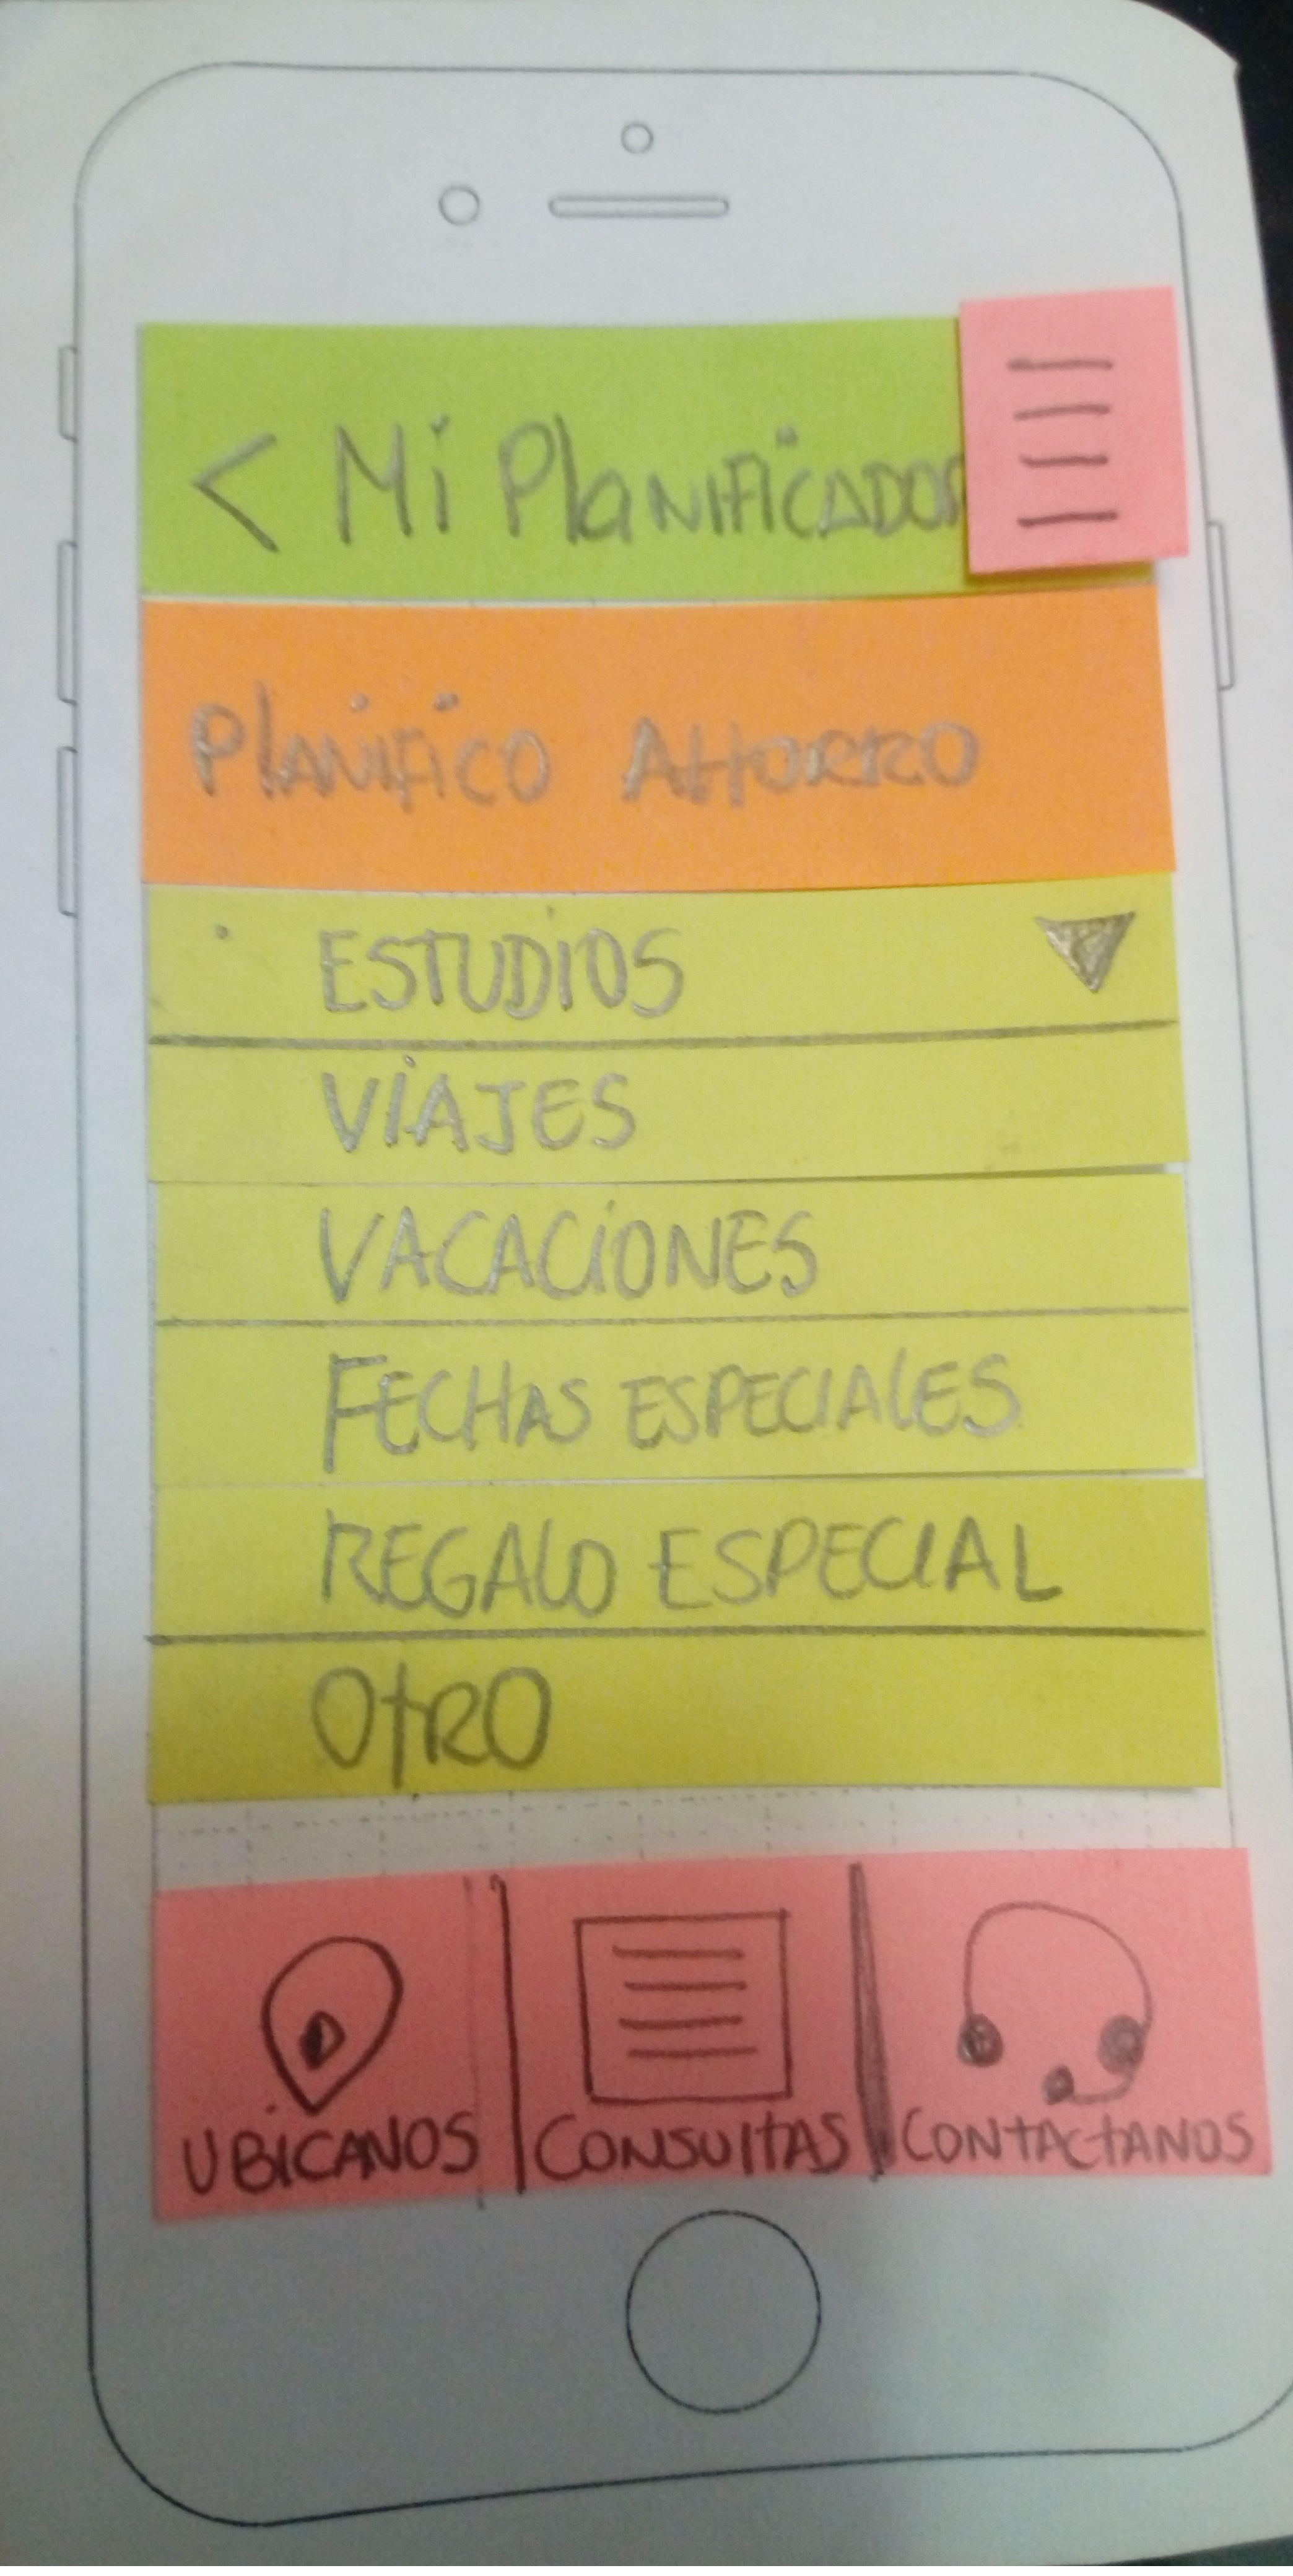 < Mi PlaNiFicADOR
PlANiFiCO AHORRO
ESTUDIOS
ViAJES
VACACiONES
FECHAS ESPECIALES
REGALO ESPECIAL
OtRO
UBiCANOS CONSULTAS CONTACTANOS